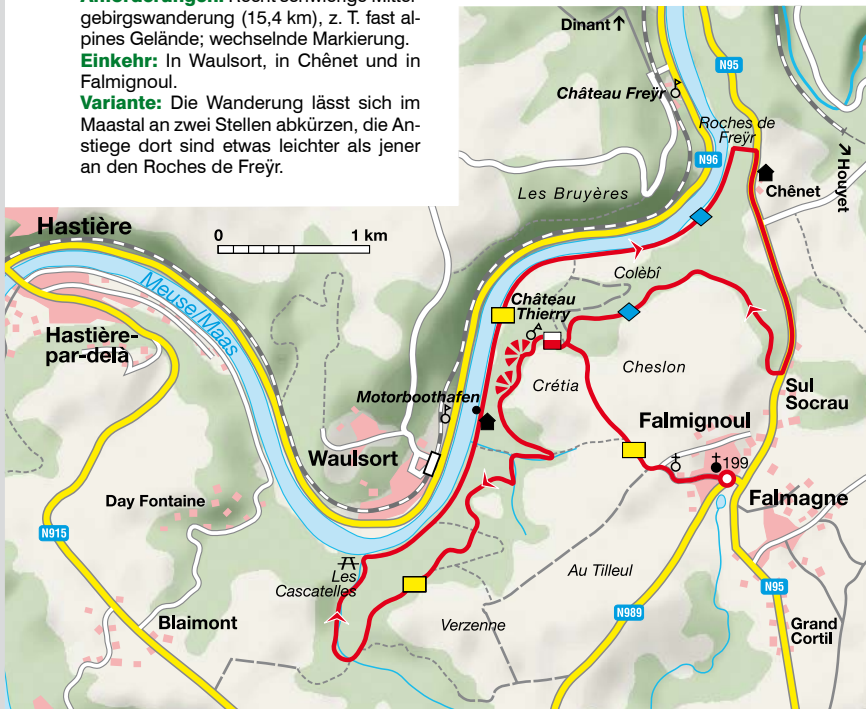 gebirgswanderung (15,4 km), z. T. fast al-
pines Gelände; wechselnde Markierung.
Einkehr: In Waulsort, in Chênet und in
Falmignoul.
Variante: Die Wanderung lässt sich im
Maastal an zwei Stellen abkürzen, die An-
stiege dort sind etwas leichter als jener
an den Roches de Freÿr.
Dinant
N95
Château Freÿr
Roches de
Freÿr
N96
Houyet
Chênet
Les Bruyères
Hastière
0 1 km
Meuse/Maas
Colèbî
Château
Thierry
Hastière-
par-delà
Crétia
Cheslon
Motorboothafen
Sul
Socrau
Falmignoul
Waulsort
199
Falmagne
Day Fontaine
N915
Les
Cascatelles
Au Tilleul
N95
Blaimont
Verzenne
N989
Grand
Cortil